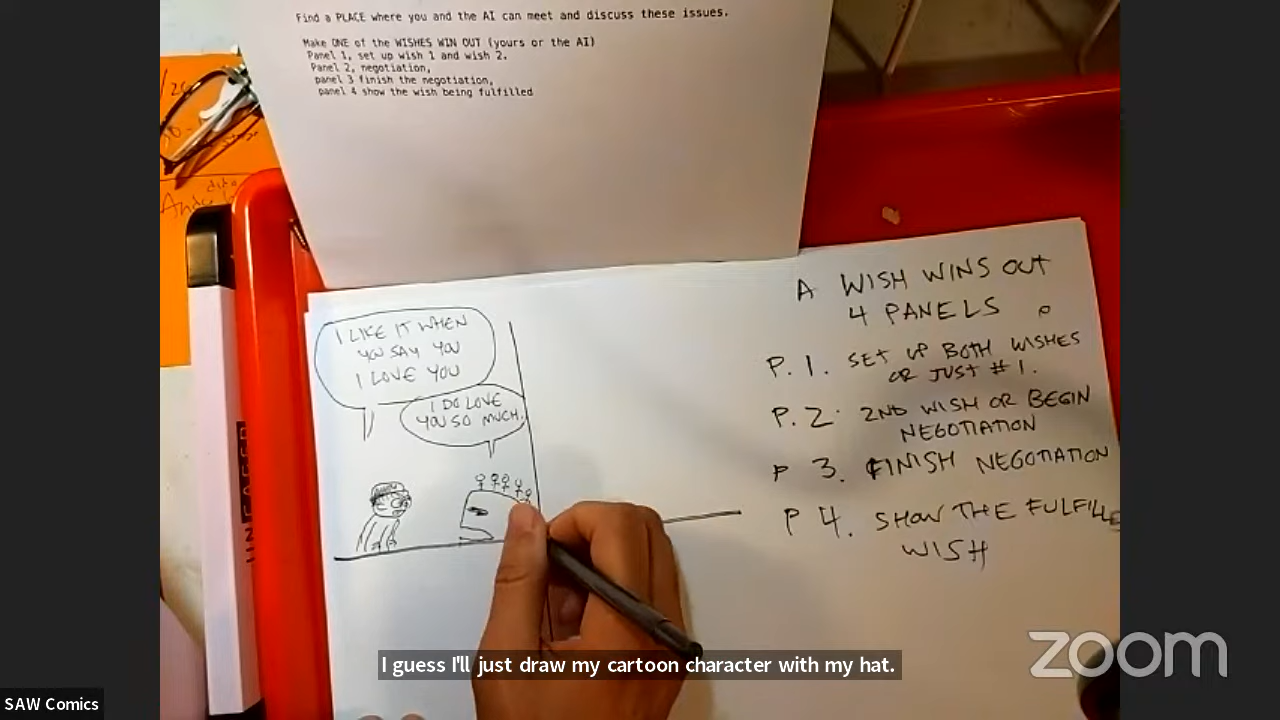 Find a PLACE where you and the AI can meet and discuss these issues.
Make ONE of the WISHES WIN OUT (yours or the AI)
Panel 1, set up wish 1 and wish 2.
Panel 2, negotiation,
panel 3 finish the negotiation,
panel 4 show the wish being fulfilled
I LIKE IT WHEN
YOU SAY YOU
I LOVE YOU
I DO LOVE
YOU SO MUCH.
A WISH WINS OUT
4 PANELS
P. 1. SET UP BOTH WISHES
OR JUST #1.
P. 2. 2ND WISH OR BEGIN
NEGOTIATION
P 3. FINISH NEGOTIATION
P 4. SHOW THE FULFILLE
WISH
I guess I'll just draw my cartoon character with my hat.
zoom
SAW Comics